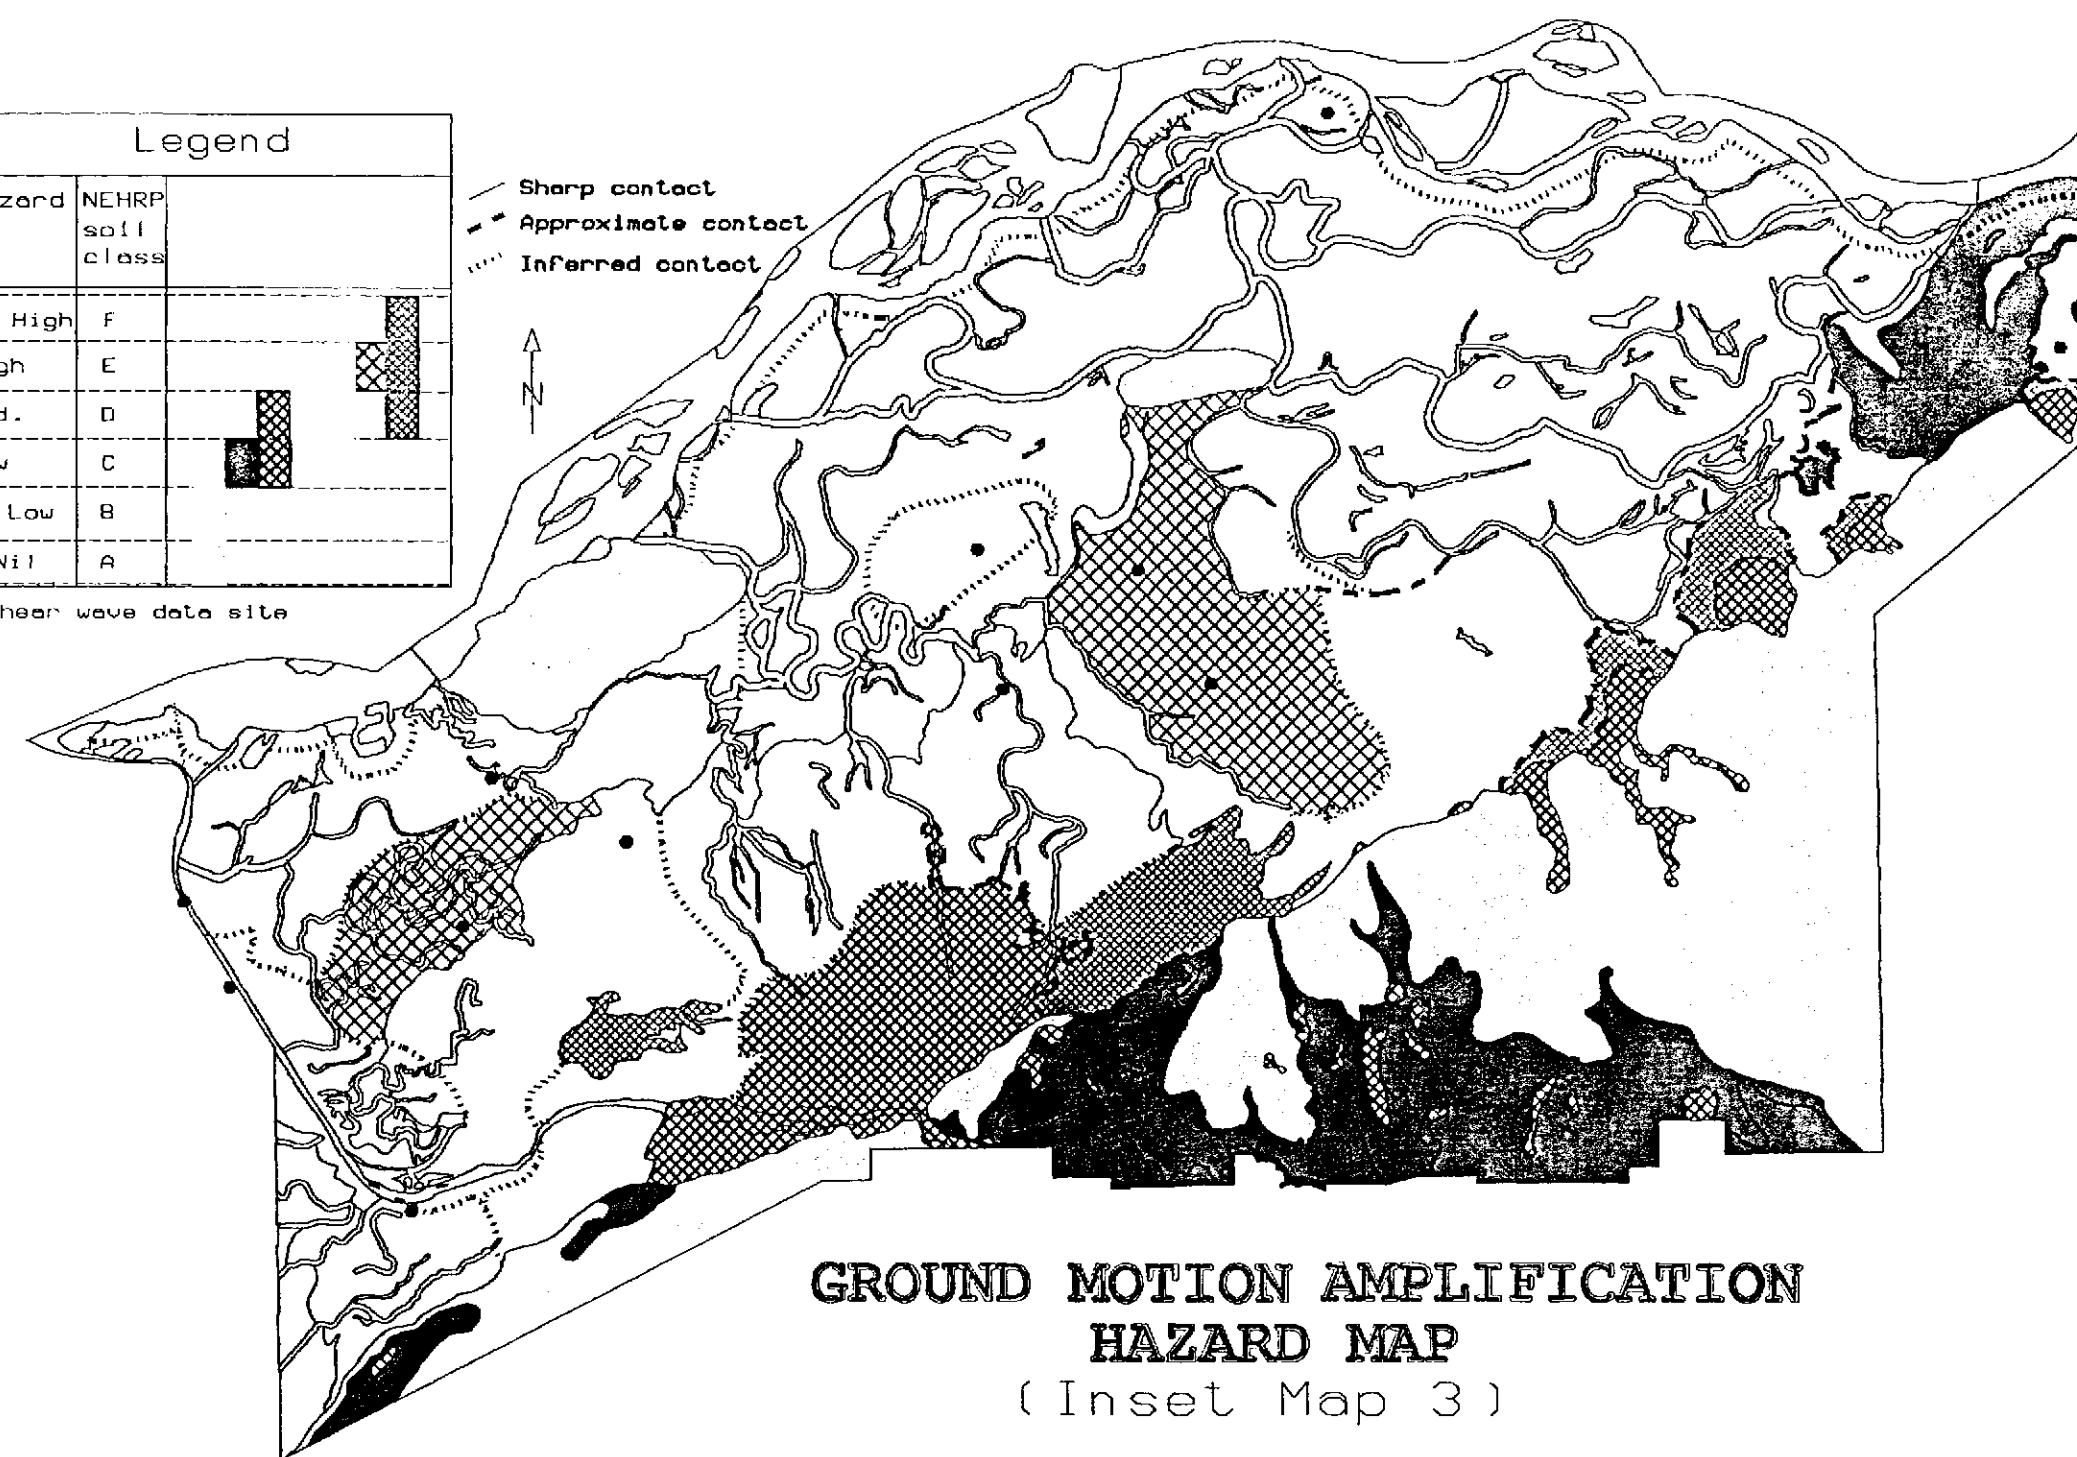 Legend
zard NEHRP
soil
class
High F
gh E
d. D
w C
Low B
Nil A
hear wave data site
Sharp contact
Approximate contact
Inferred contact
N
GROUND MOTION AMPLIFICATION
HAZARD MAP
(Inset Map 3)